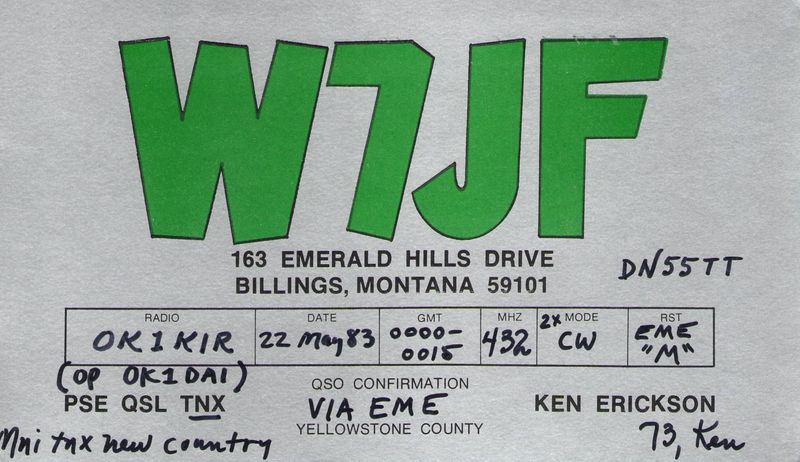 W7JF
163 EMERALD HILLS DRIVE
BILLINGS, MONTANA 59101
DN55TT
RADIO DATE GMT MHZ MODE RST
OK1KIR 22 May 83 0000-0015 432 2X CW EME "M"
(OP OK1DAI)
QSO CONFIRMATION
PSE QSL TNX VIA EME KEN ERICKSON
YELLOWSTONE COUNTY
Mni tnx new country 73, Ken